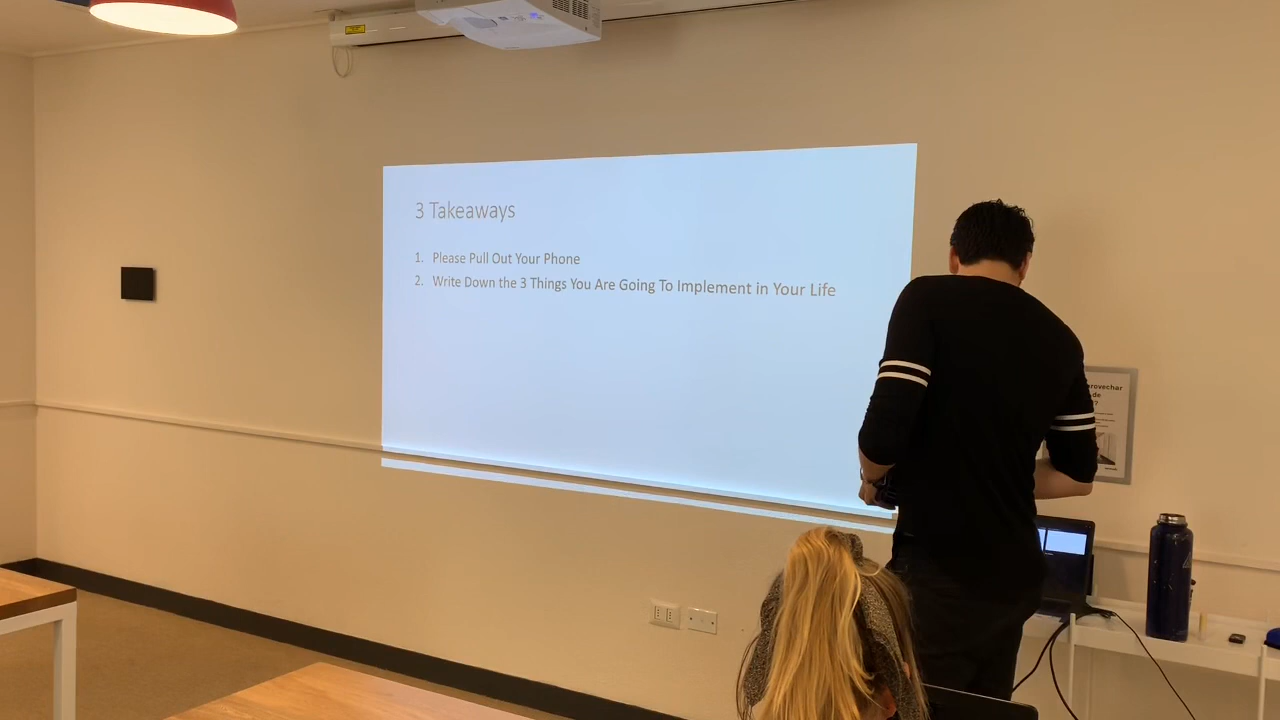 3 Takeaways
1. Please Pull Out Your Phone
2. Write Down the 3 Things You Are Going To Implement in Your Life
de